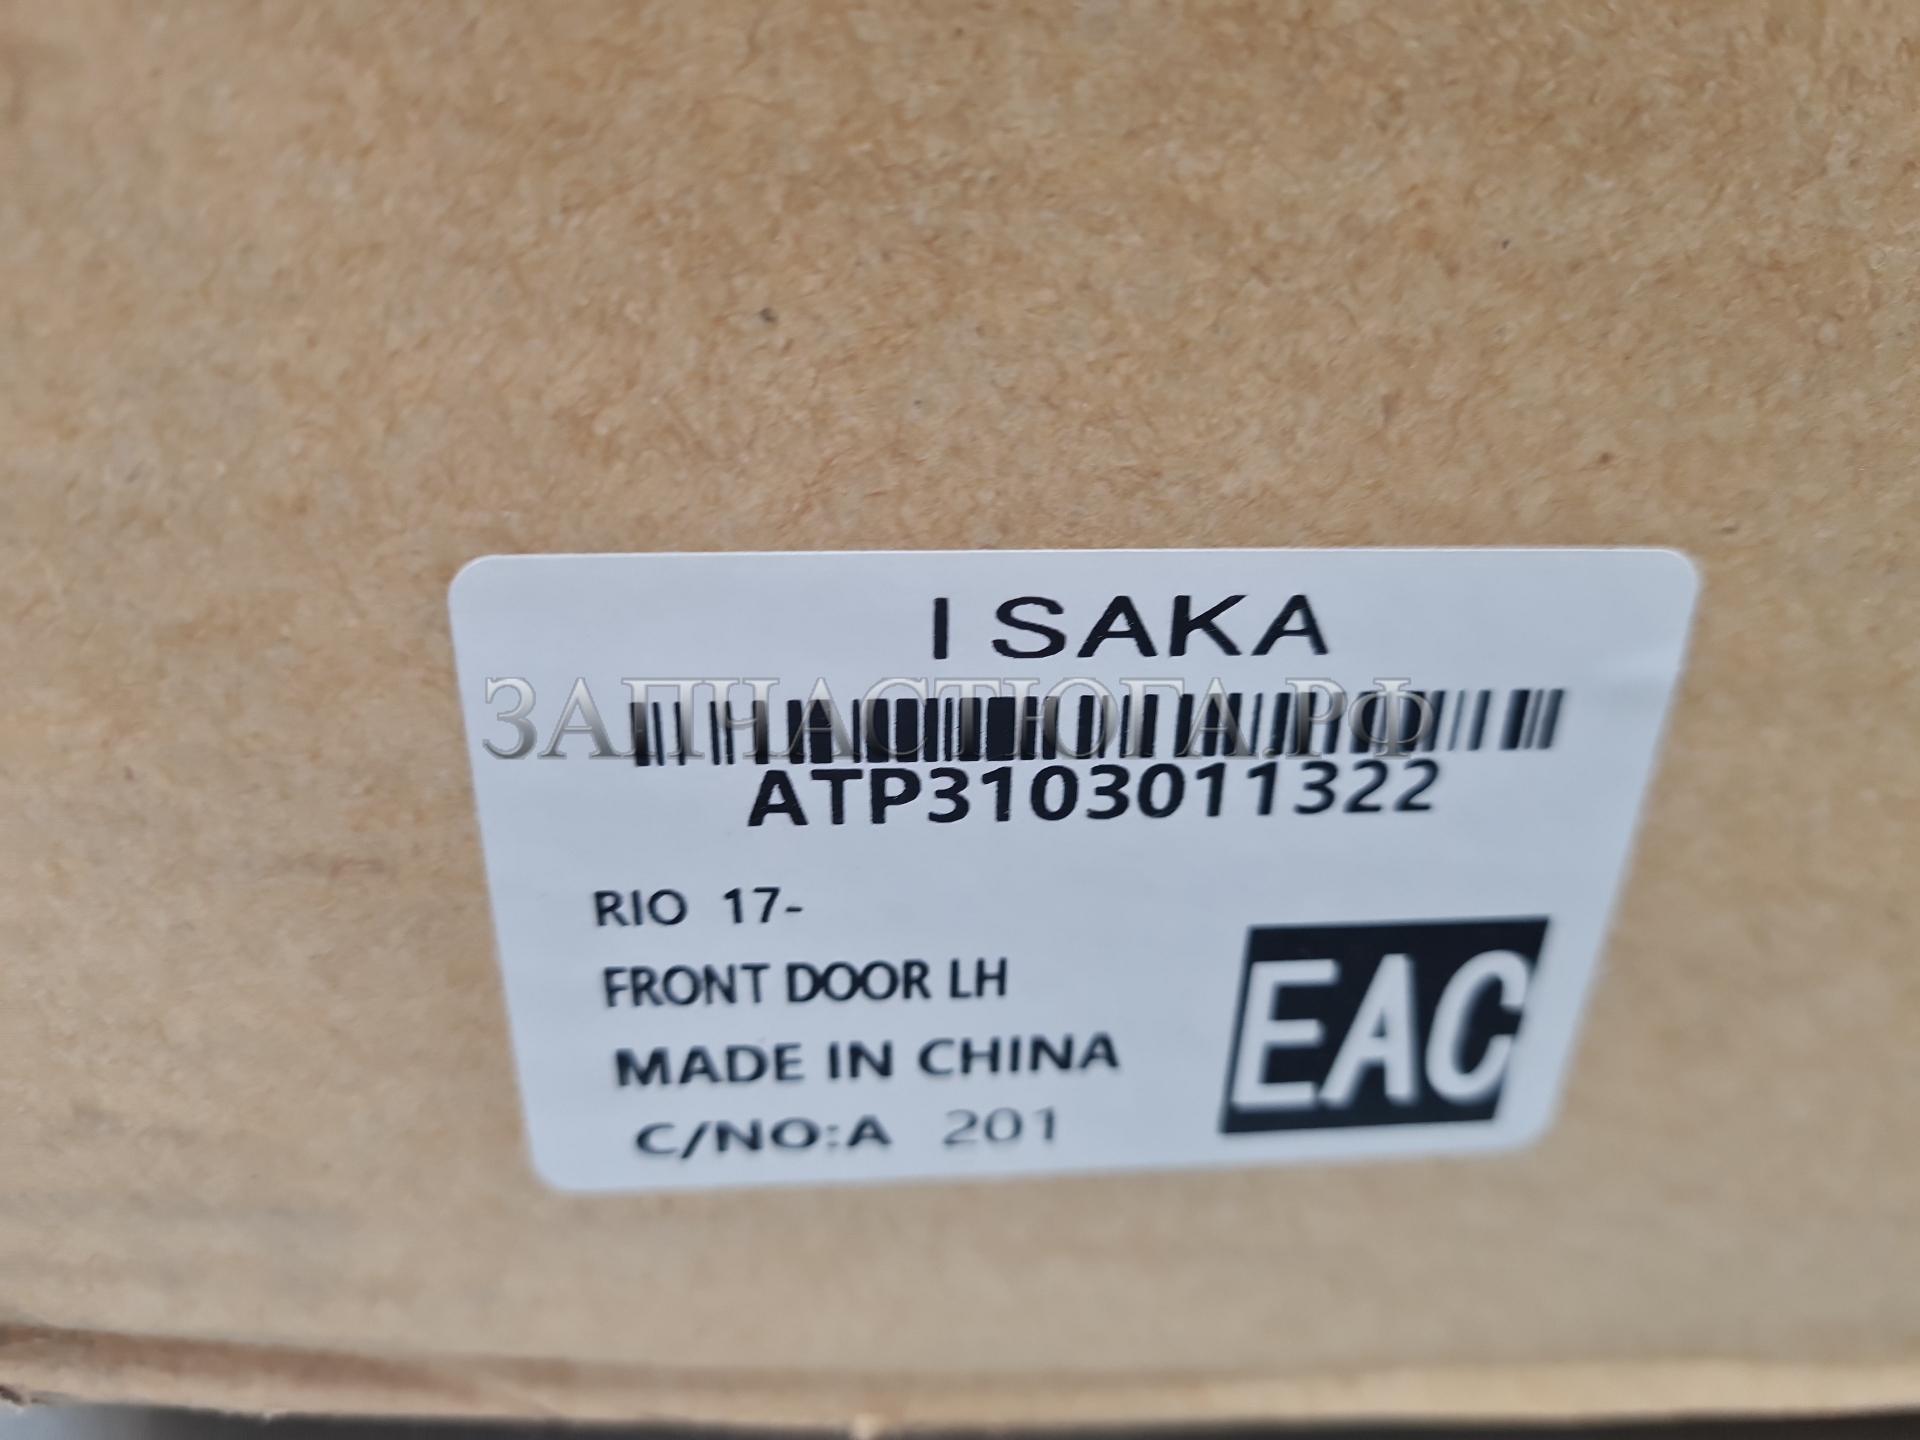 I SAKA
ЗАПЧАСТЮГА.РФ
ATP3103011322
RIO 17-
FRONT DOOR LH
MADE IN CHINA
C/NO:A 201
EAC